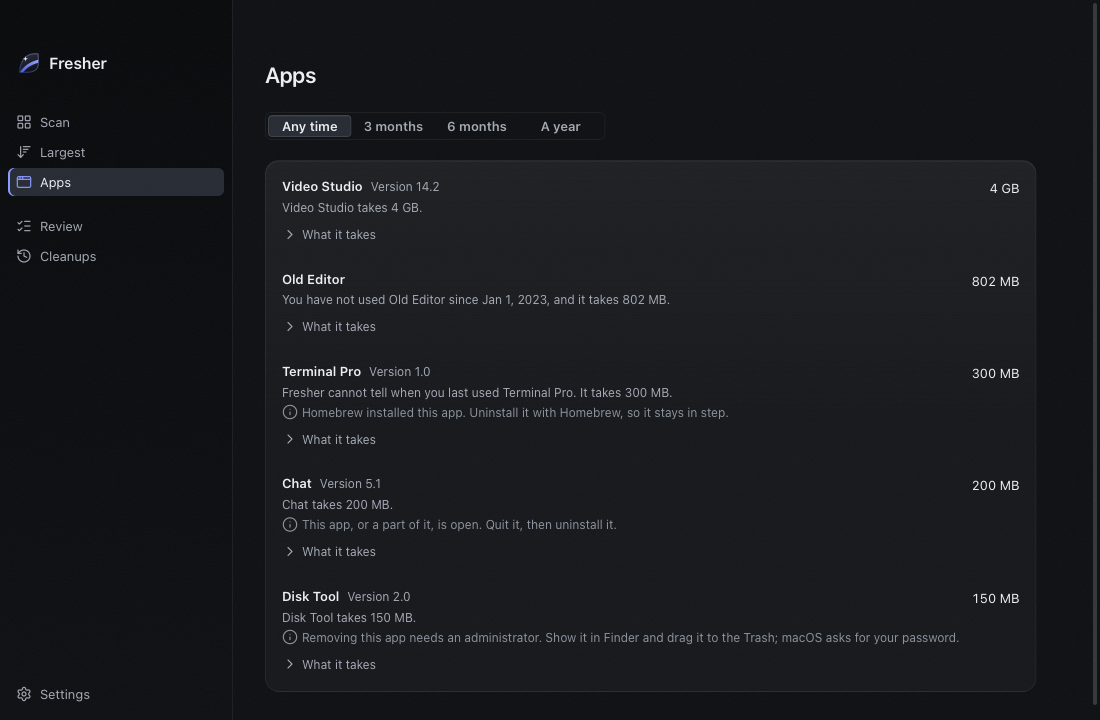 Fresher
Scan
Largest
Apps
Review
Cleanups
Settings
Apps
Any time
3 months
6 months
A year
Video Studio Version 14.2
4 GB
Video Studio takes 4 GB.
What it takes
Old Editor
802 MB
You have not used Old Editor since Jan 1, 2023, and it takes 802 MB.
What it takes
Terminal Pro Version 1.0
300 MB
Fresher cannot tell when you last used Terminal Pro. It takes 300 MB.
Homebrew installed this app. Uninstall it with Homebrew, so it stays in step.
What it takes
Chat Version 5.1
200 MB
Chat takes 200 MB.
This app, or a part of it, is open. Quit it, then uninstall it.
What it takes
Disk Tool Version 2.0
150 MB
Disk Tool takes 150 MB.
Removing this app needs an administrator. Show it in Finder and drag it to the Trash; macOS asks for your password.
What it takes